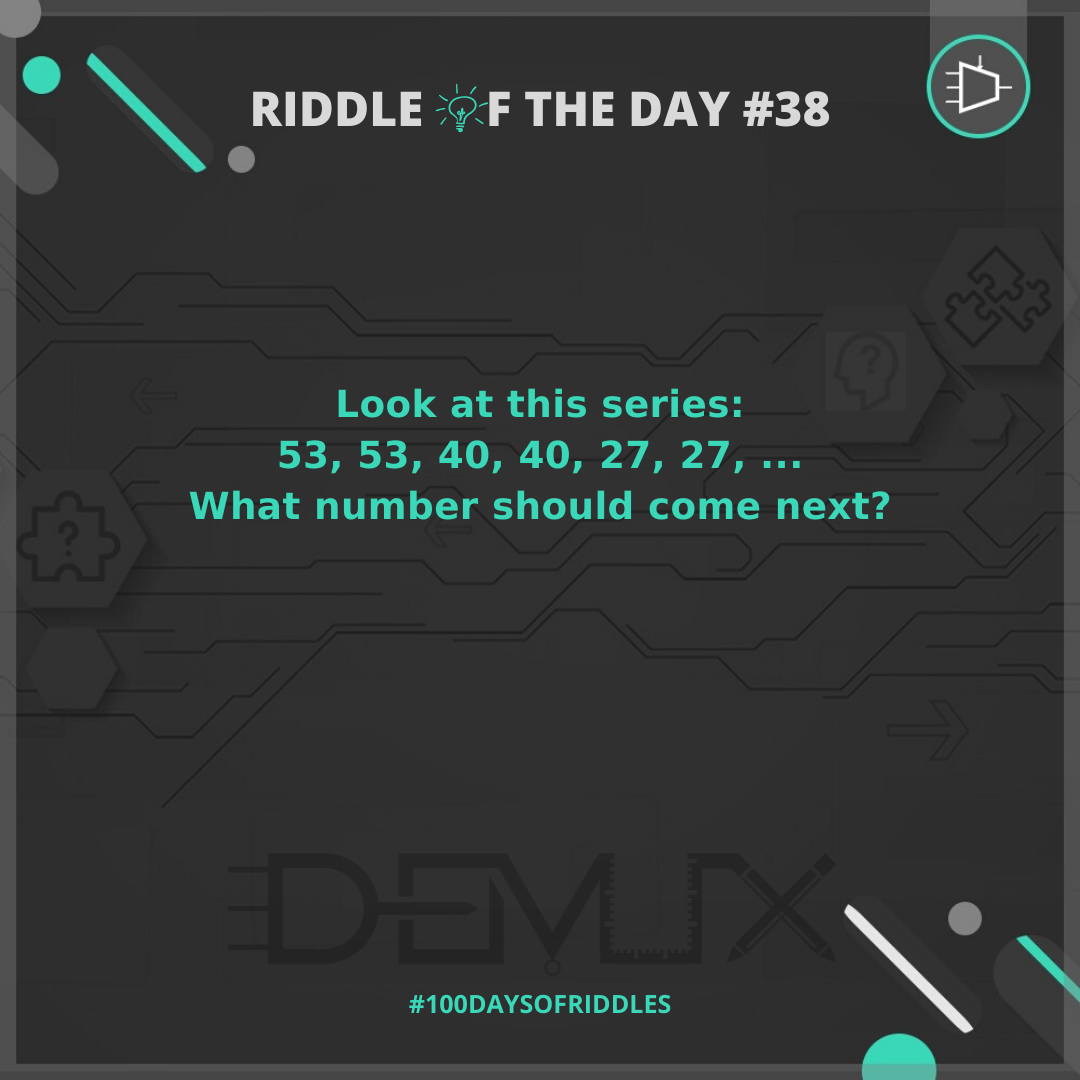 RIDDLE F THE DAY #38
Look at this series:
53, 53, 40, 40, 27, 27, ...
What number should come next?
DEMUX
#100DAYSOFRIDDLES